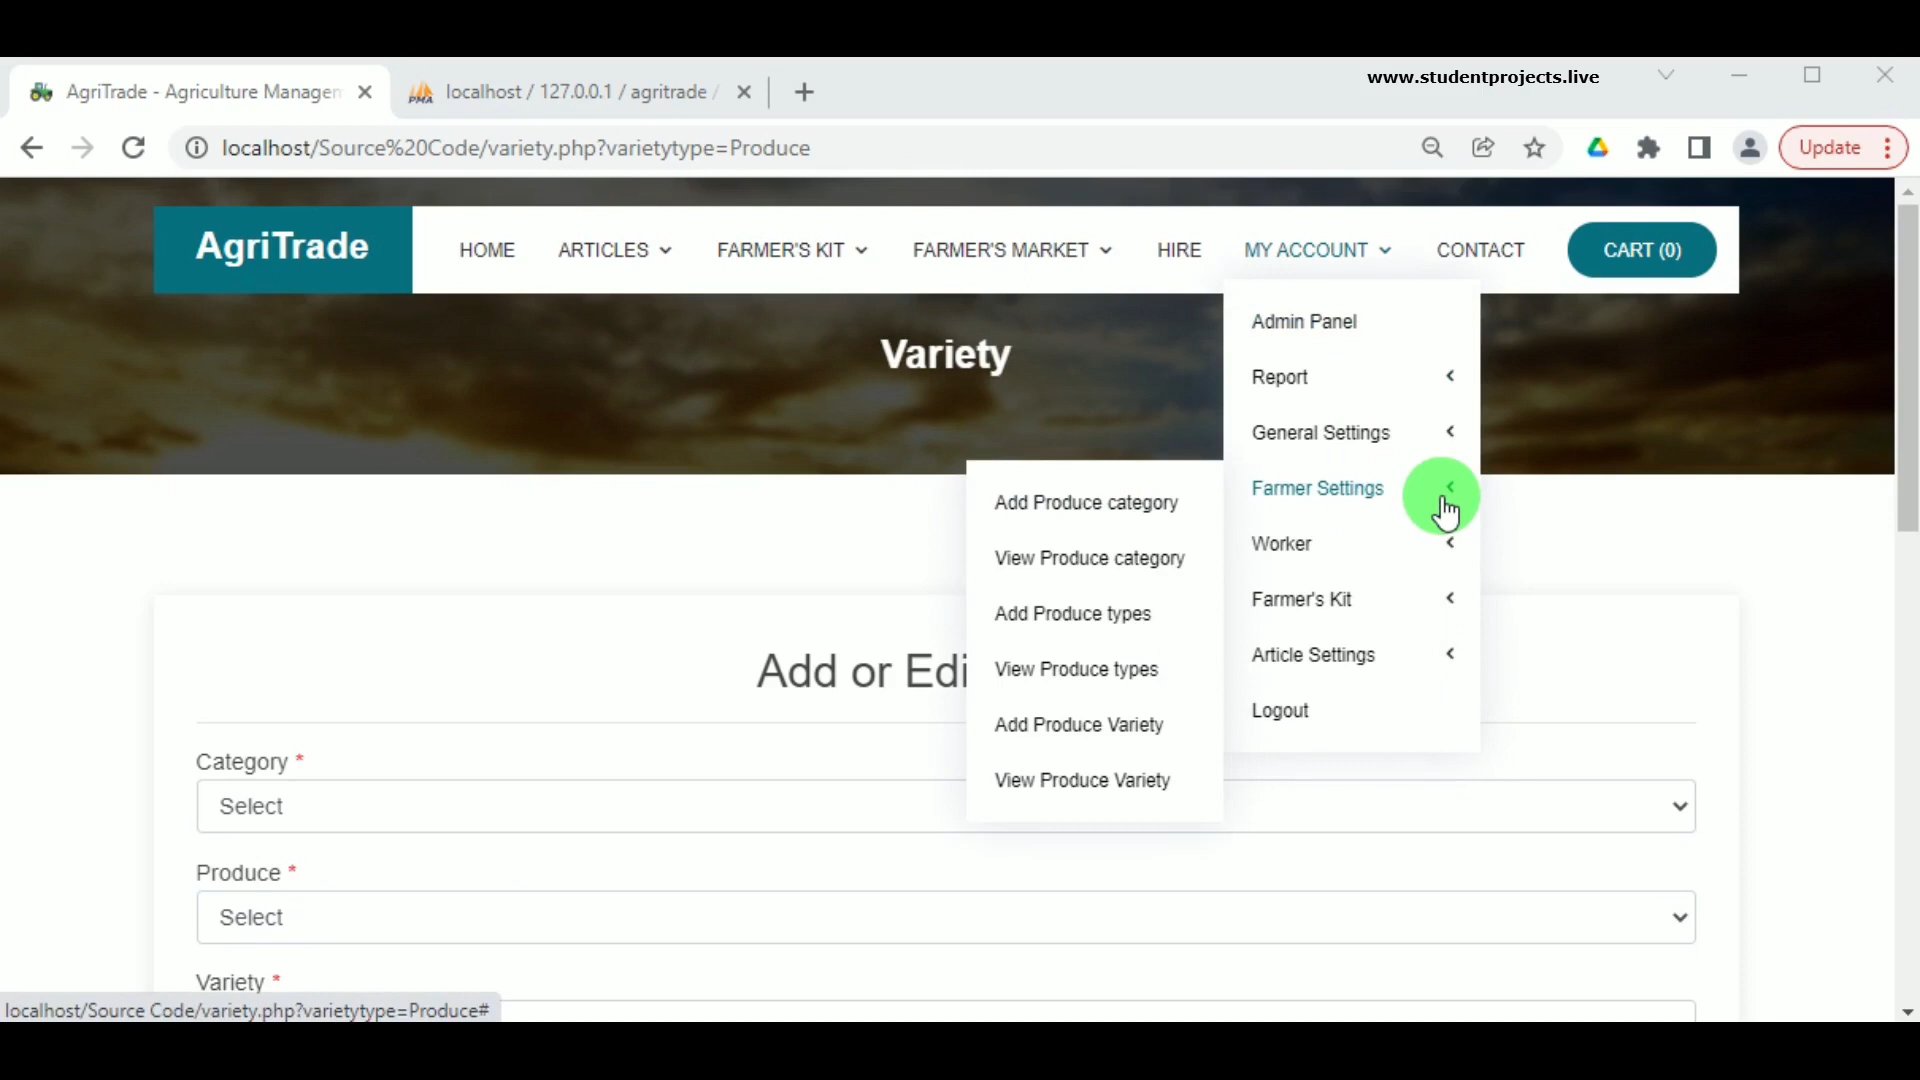 www.studentprojects.live
AgriTrade - Agriculture Managen
PMA localhost / 127.0.0.1 / agritrade /
localhost/Source%20Code/variety.php?varietytype=Produce
Update
AgriTrade
HOME ARTICLES FARMER'S KIT FARMER'S MARKET HIRE MY ACCOUNT CONTACT CART (0)
Variety
Admin Panel
Report
General Settings
Farmer Settings
Worker
Farmer's Kit
Article Settings
Logout
Add Produce category
View Produce category
Add Produce types
View Produce types
Add Produce Variety
View Produce Variety
Add or Edi
Category *
Select
Produce *
Select
Variety *
localhost/Source Code/variety.php?varietytype=Produce#